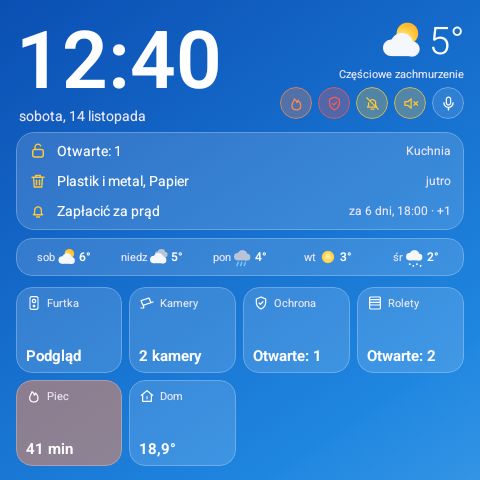 12:40
5°
Częściowe zachmurzenie
sobota, 14 listopada
Otwarte: 1 Kuchnia
Plastik i metal, Papier jutro
Zapłacić za prąd za 6 dni, 18:00 · +1
sob 6° niedz 5° pon 4° wt 3° śr 2°
Furtka Kamery Ochrona Rolety
Podgląd 2 kamery Otwarte: 1 Otwarte: 2
Piec Dom
41 min 18,9°